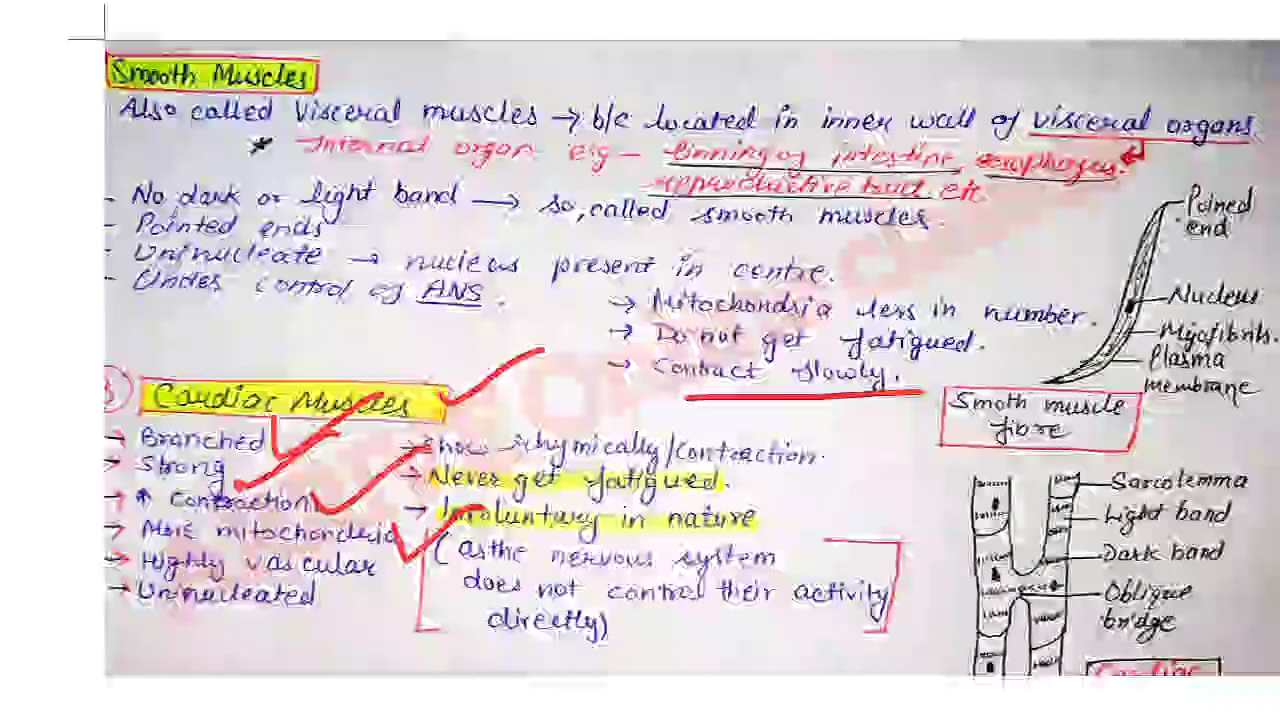 Smooth Muscles
Also called Visceral muscles → b/c located in inner wall of visceral organs
* Internal organ eg – linning of intestine, oesophagus.
reproductive tract etc
- No dark or light band → so, called smooth muscles.
- Pointed ends
- Uninucleate → nucleus present in centre.
- Under control of ANS.
→ Mitochondria less in number.
→ Do not get fatigued.
→ Contract slowly.
Poined end
Nucleus
Myofibrils.
Plasma membrane
Smoth muscle fibre
Cardiac Muscles
→ Branched
→ Strong
→ ↑ Contraction
→ More mitochondria
→ Highly vascular
→ Uninucleated
→ Show rhymically/contraction.
→ Never get fatigued.
→ Involuntary in nature
(as the nervous system
does not control their activity
directly)
Sarcolemma
Light band
Dark band
Oblique bridge